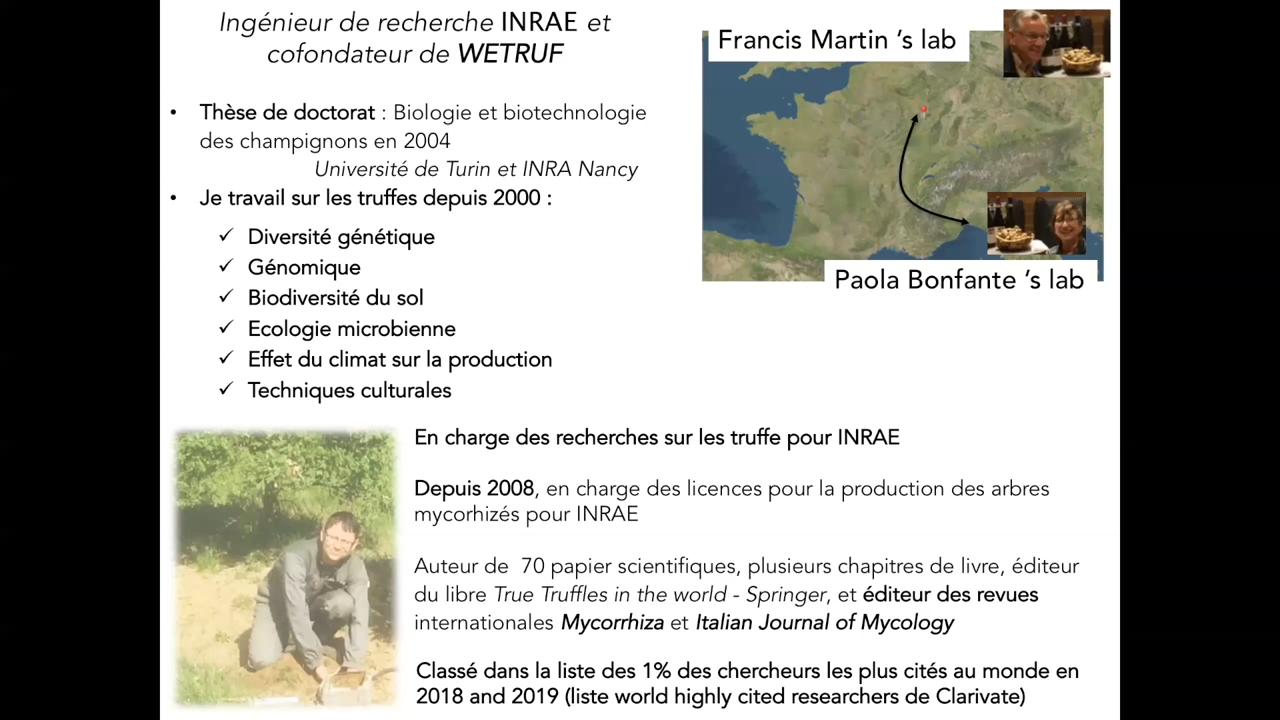 Ingénieur de recherche INRAE et
cofondateur de WETRUF
• Thèse de doctorat : Biologie et biotechnologie
des champignons en 2004
Université de Turin et INRA Nancy
• Je travail sur les truffes depuis 2000 :
✓ Diversité génétique
✓ Génomique
✓ Biodiversité du sol
✓ Ecologie microbienne
✓ Effet du climat sur la production
✓ Techniques culturales
Francis Martin ’s lab
Paola Bonfante ’s lab
En charge des recherches sur les truffe pour INRAE
Depuis 2008, en charge des licences pour la production des arbres
mycorhizés pour INRAE
Auteur de 70 papier scientifiques, plusieurs chapitres de livre, éditeur
du libre True Truffles in the world - Springer, et éditeur des revues
internationales Mycorrhiza et Italian Journal of Mycology
Classé dans la liste des 1% des chercheurs les plus cités au monde en
2018 and 2019 (liste world highly cited researchers de Clarivate)